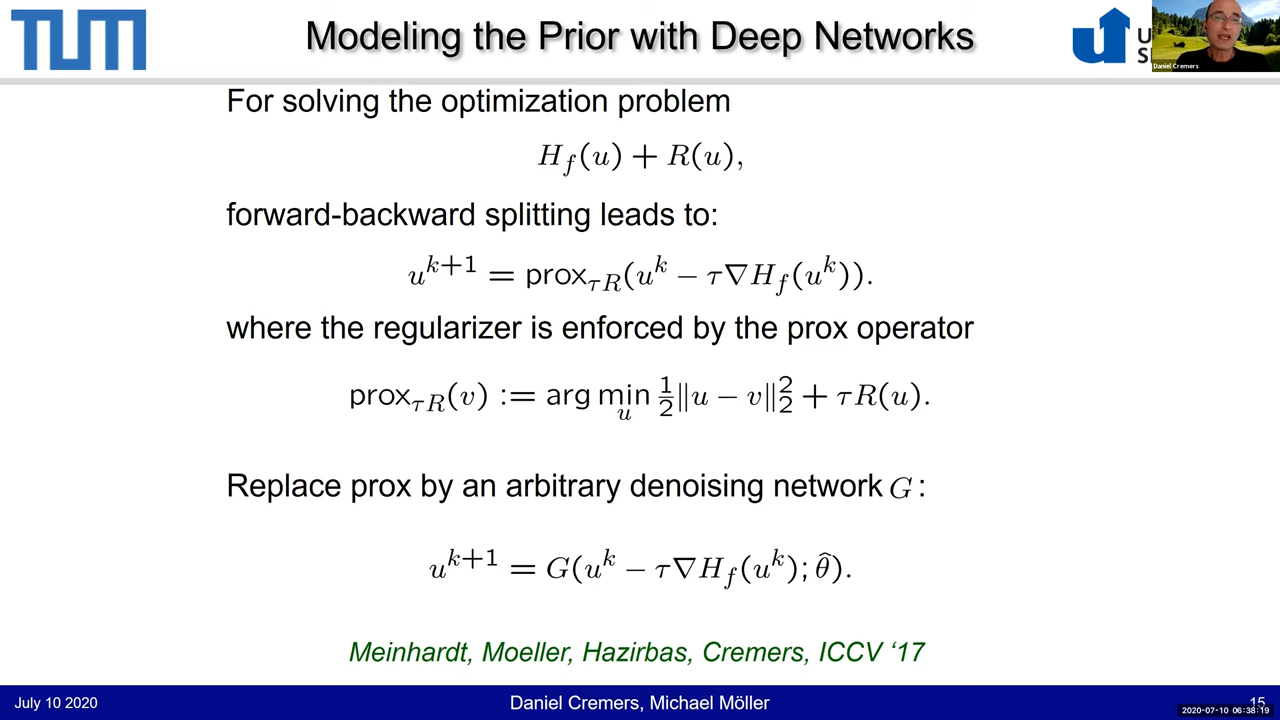 TUM
Modeling the Prior with Deep Networks
Daniel Cremers
For solving the optimization problem
H_f(u) + R(u),
forward-backward splitting leads to:
u^{k+1} = prox_{τR}(u^k − τ∇H_f(u^k)).
where the regularizer is enforced by the prox operator
prox_{τR}(v) := arg min_u ½‖u − v‖₂² + τR(u).
Replace prox by an arbitrary denoising network G:
u^{k+1} = G(u^k − τ∇H_f(u^k); θ̂).
Meinhardt, Moeller, Hazirbas, Cremers, ICCV ‘17
July 10 2020
Daniel Cremers, Michael Möller
15
2020-07-10 06:38:19